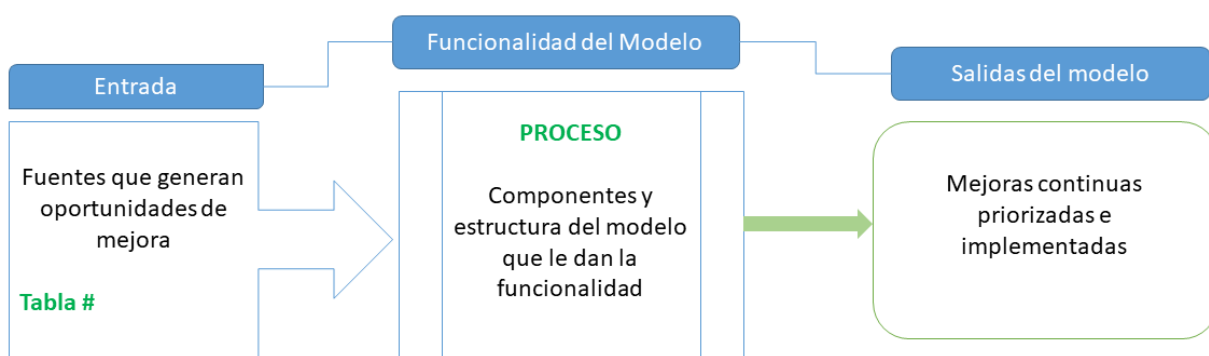 Entrada
Fuentes que generan
oportunidades de
mejora
Tabla #
Funcionalidad del Modelo
PROCESO
Componentes y
estructura del modelo
que le dan la
funcionalidad
Salidas del modelo
Mejoras continuas
priorizadas e
implementadas